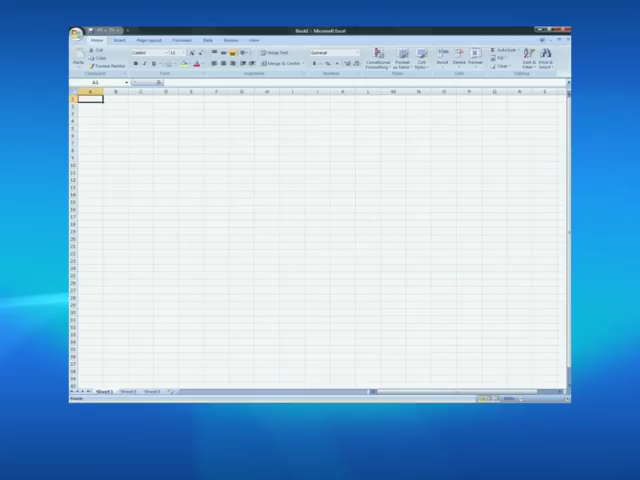 Book1 - Microsoft Excel
Home Insert Page Layout Formulas Data Review View
Cut
Copy
Format Painter
Paste
Calibri 11
B I U
Wrap Text
Merge & Center
General
Conditional Formatting
Format as Table
Cell Styles
Insert Delete Format
AutoSum
Fill
Clear
Sort & Filter
Find & Select
Clipboard Font Alignment Number Styles Cells Editing
A1
A B C D E F G H I J K L M N O P Q R S
1
2
3
4
5
6
7
8
9
10
11
12
13
14
15
16
17
18
19
20
21
22
23
24
25
26
27
28
29
30
31
32
33
34
35
36
37
38
39
40
Sheet1 Sheet2 Sheet3
Ready
100%